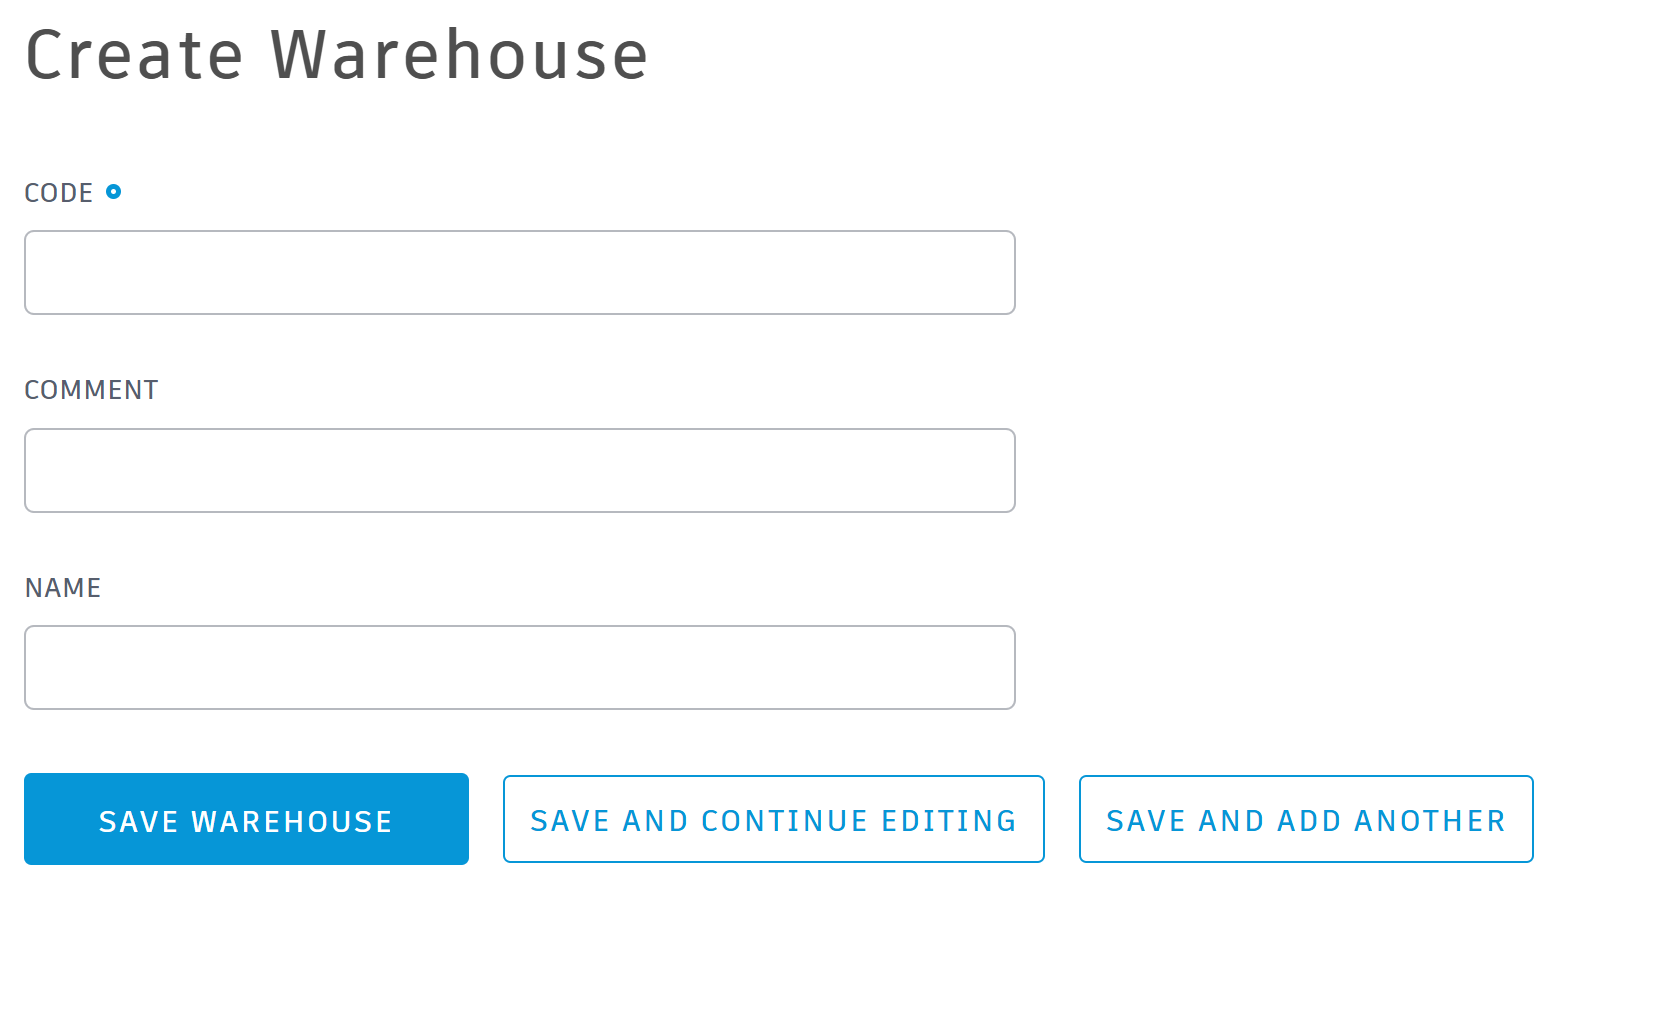 Create Warehouse
CODE
COMMENT
NAME
SAVE WAREHOUSE
SAVE AND CONTINUE EDITING
SAVE AND ADD ANOTHER